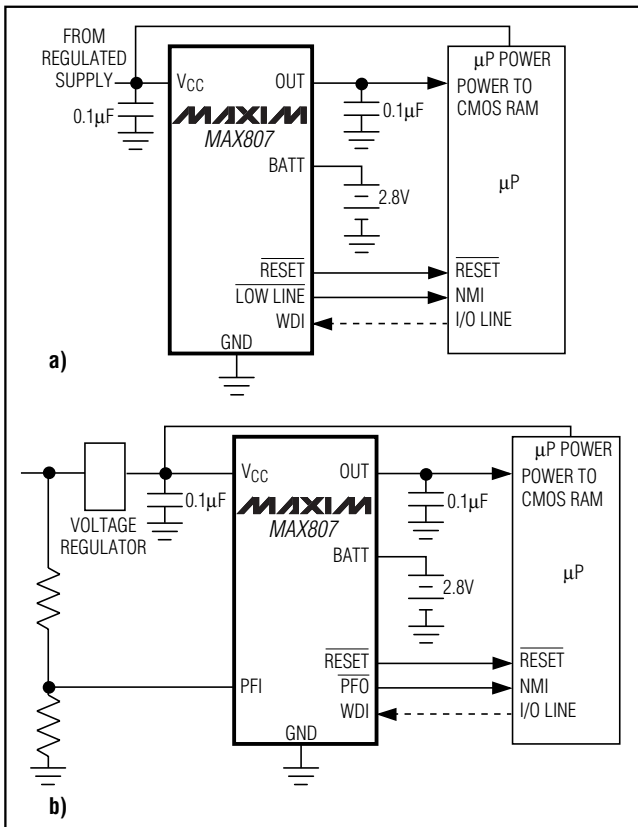 FROM
REGULATED
SUPPLY
VCC
OUT
μP POWER
POWER TO
CMOS RAM
0.1μF
MAXIM
MAX807
0.1μF
BATT
2.8V
μP
RESET
RESET
LOW LINE
NMI
WDI
I/O LINE
GND
a)
μP POWER
VCC
OUT
POWER TO
CMOS RAM
VOLTAGE
REGULATOR
0.1μF
MAXIM
MAX807
0.1μF
BATT
2.8V
μP
RESET
RESET
PFI
PFO
NMI
WDI
I/O LINE
GND
b)